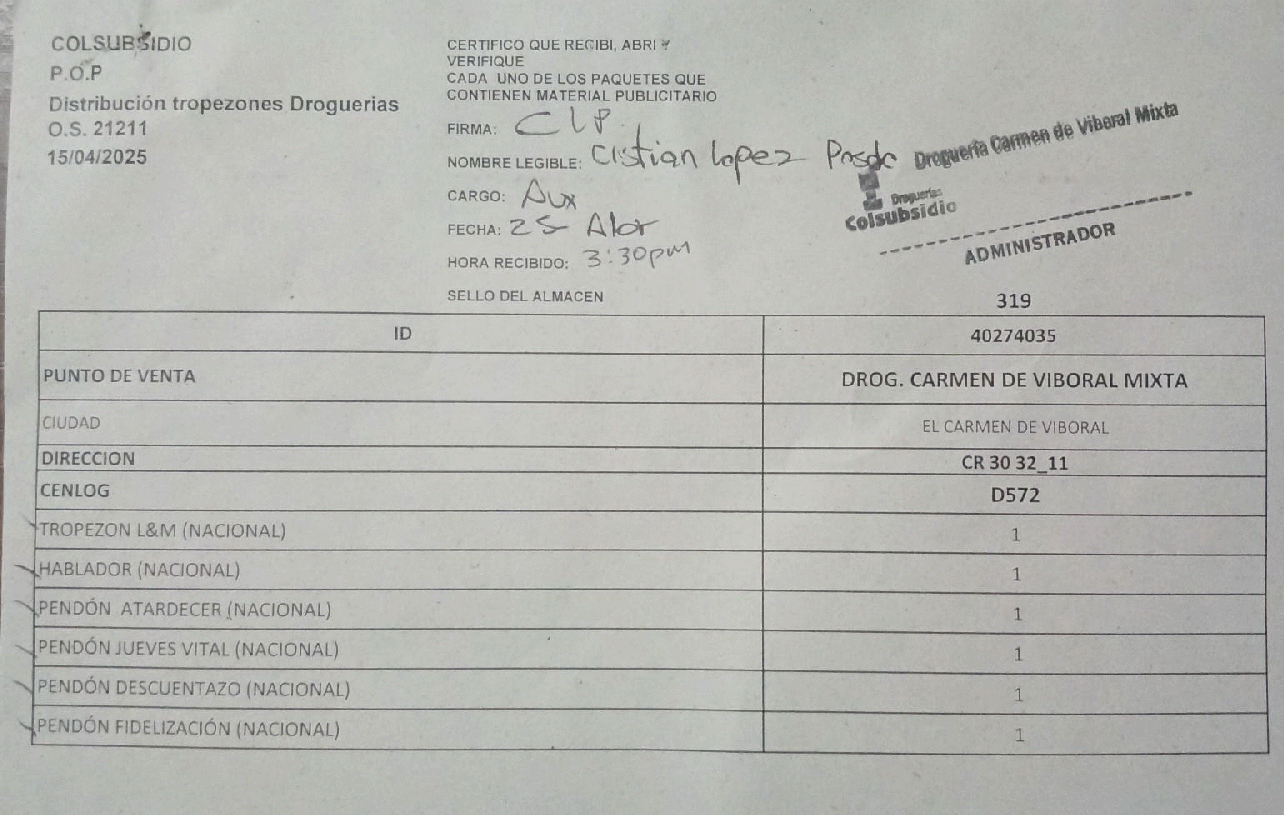 COLSUBSIDIO
P.O.P
Distribución tropezones Droguerias
O.S. 21211
15/04/2025
CERTIFICO QUE RECIBI, ABRI Y
VERIFIQUE
CADA UNO DE LOS PAQUETES QUE
CONTIENEN MATERIAL PUBLICITARIO
FIRMA: CLP
NOMBRE LEGIBLE: Cistian Lopez
CARGO: Aux
FECHA: 25
HORA RECIBIDO: 3:30pm
SELLO DEL ALMACEN
Droguería Carmen de Viboral Mixta
Droguerías
Colsubsidio
ADMINISTRADOR
319
ID 40274035
PUNTO DE VENTA DROG. CARMEN DE VIBORAL MIXTA
CIUDAD EL CARMEN DE VIBORAL
DIRECCION CR 30 32_11
CENLOG D572
TROPEZON L&M (NACIONAL) 1
HABLADOR (NACIONAL) 1
PENDÓN ATARDECER (NACIONAL) 1
PENDÓN JUEVES VITAL (NACIONAL) 1
PENDÓN DESCUENTAZO (NACIONAL) 1
PENDÓN FIDELIZACIÓN (NACIONAL) 1